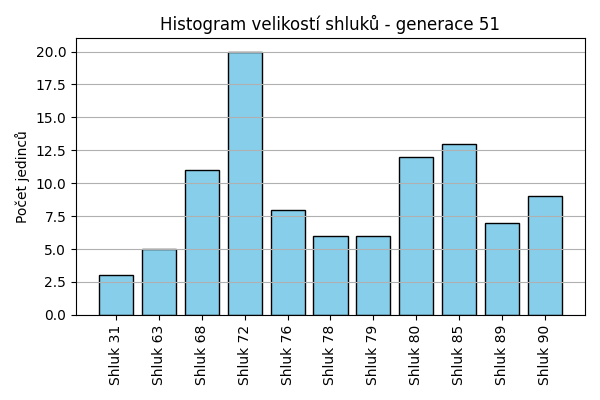 Histogram velikostí shluků - generace 51
Počet jedinců
20.0
17.5
15.0
12.5
10.0
7.5
5.0
2.5
0.0
Shluk 31
Shluk 63
Shluk 68
Shluk 72
Shluk 76
Shluk 78
Shluk 79
Shluk 80
Shluk 85
Shluk 89
Shluk 90